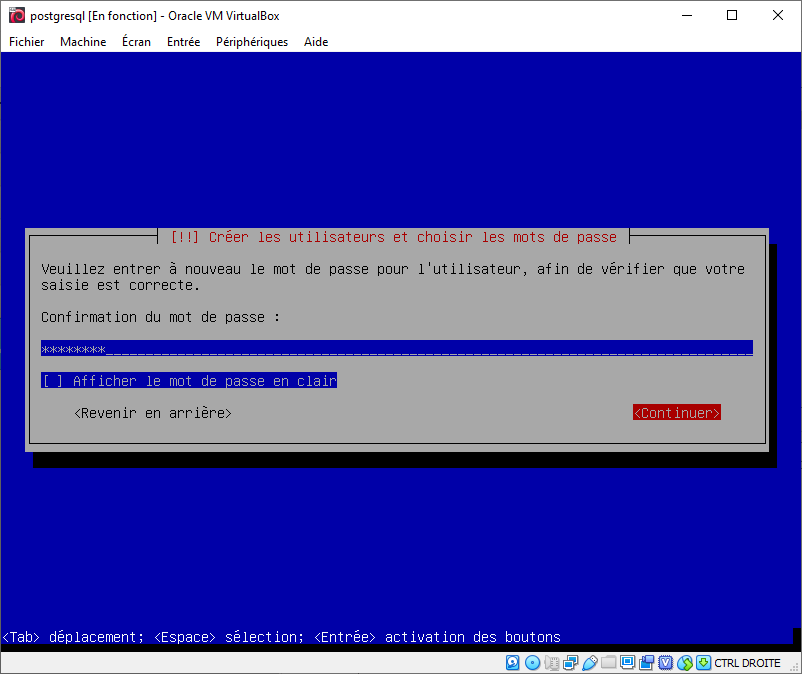 postgresql [En fonction] - Oracle VM VirtualBox
Fichier Machine Écran Entrée Périphériques Aide
[!!] Créer les utilisateurs et choisir les mots de passe
Veuillez entrer à nouveau le mot de passe pour l'utilisateur, afin de vérifier que votre
saisie est correcte.
Confirmation du mot de passe :
********
[ ] Afficher le mot de passe en clair
<Revenir en arrière> <Continuer>
<Tab> déplacement; <Espace> sélection; <Entrée> activation des boutons
CTRL DROITE